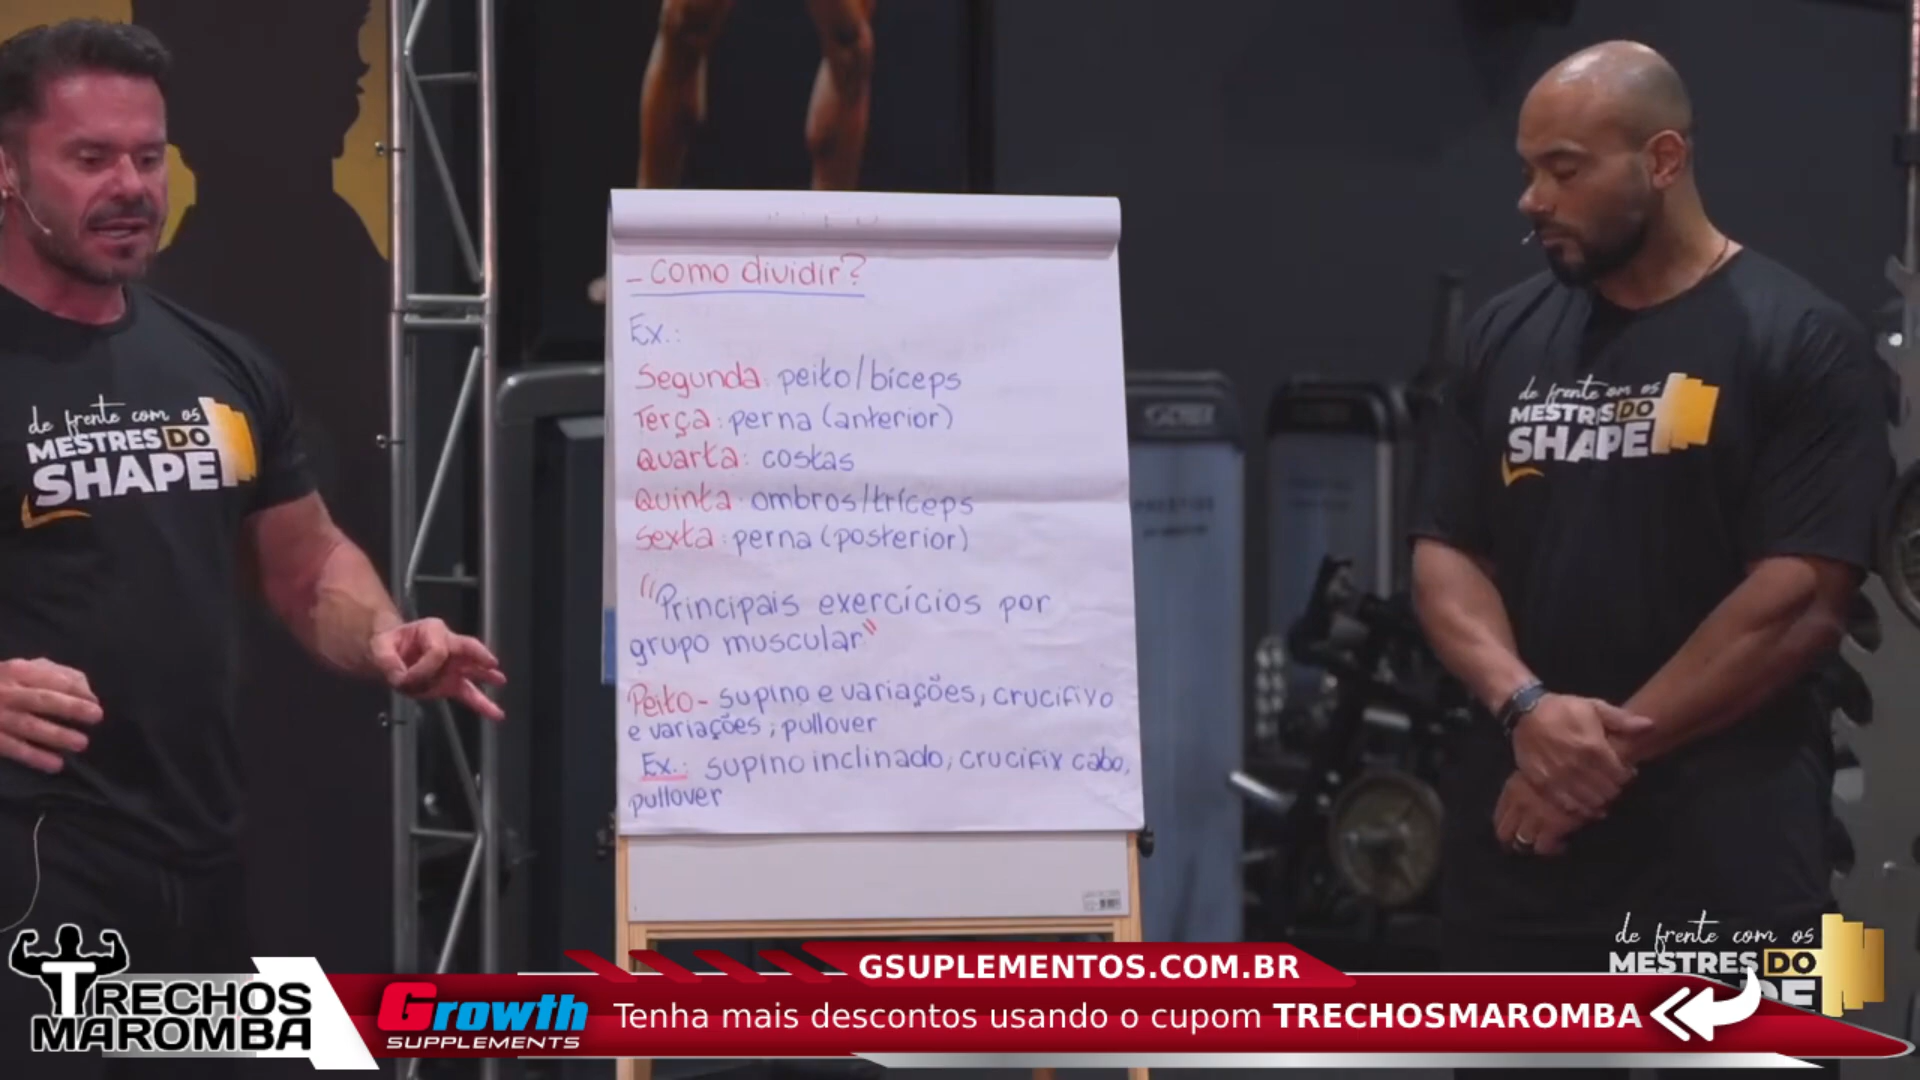 - Como dividir?
Ex.:
Segunda: peito/bíceps
Terça: perna (anterior)
Quarta: costas
Quinta: ombros/tríceps
Sexta: perna (posterior)
"Principais exercícios por
grupo muscular"
Peito - supino e variações, crucifixo
e variações, pullover
Ex.: supino inclinado, crucifix cabo,
pullover
de frente com os
MESTRES DO
SHAPE
de frente com os
MESTRES DO
SHAPE
de frente com os
MESTRES DO
GSUPLEMENTOS.COM.BR
TRECHOS
MAROMBA
Growth
SUPPLEMENTS
Tenha mais descontos usando o cupom TRECHOSMAROMBA